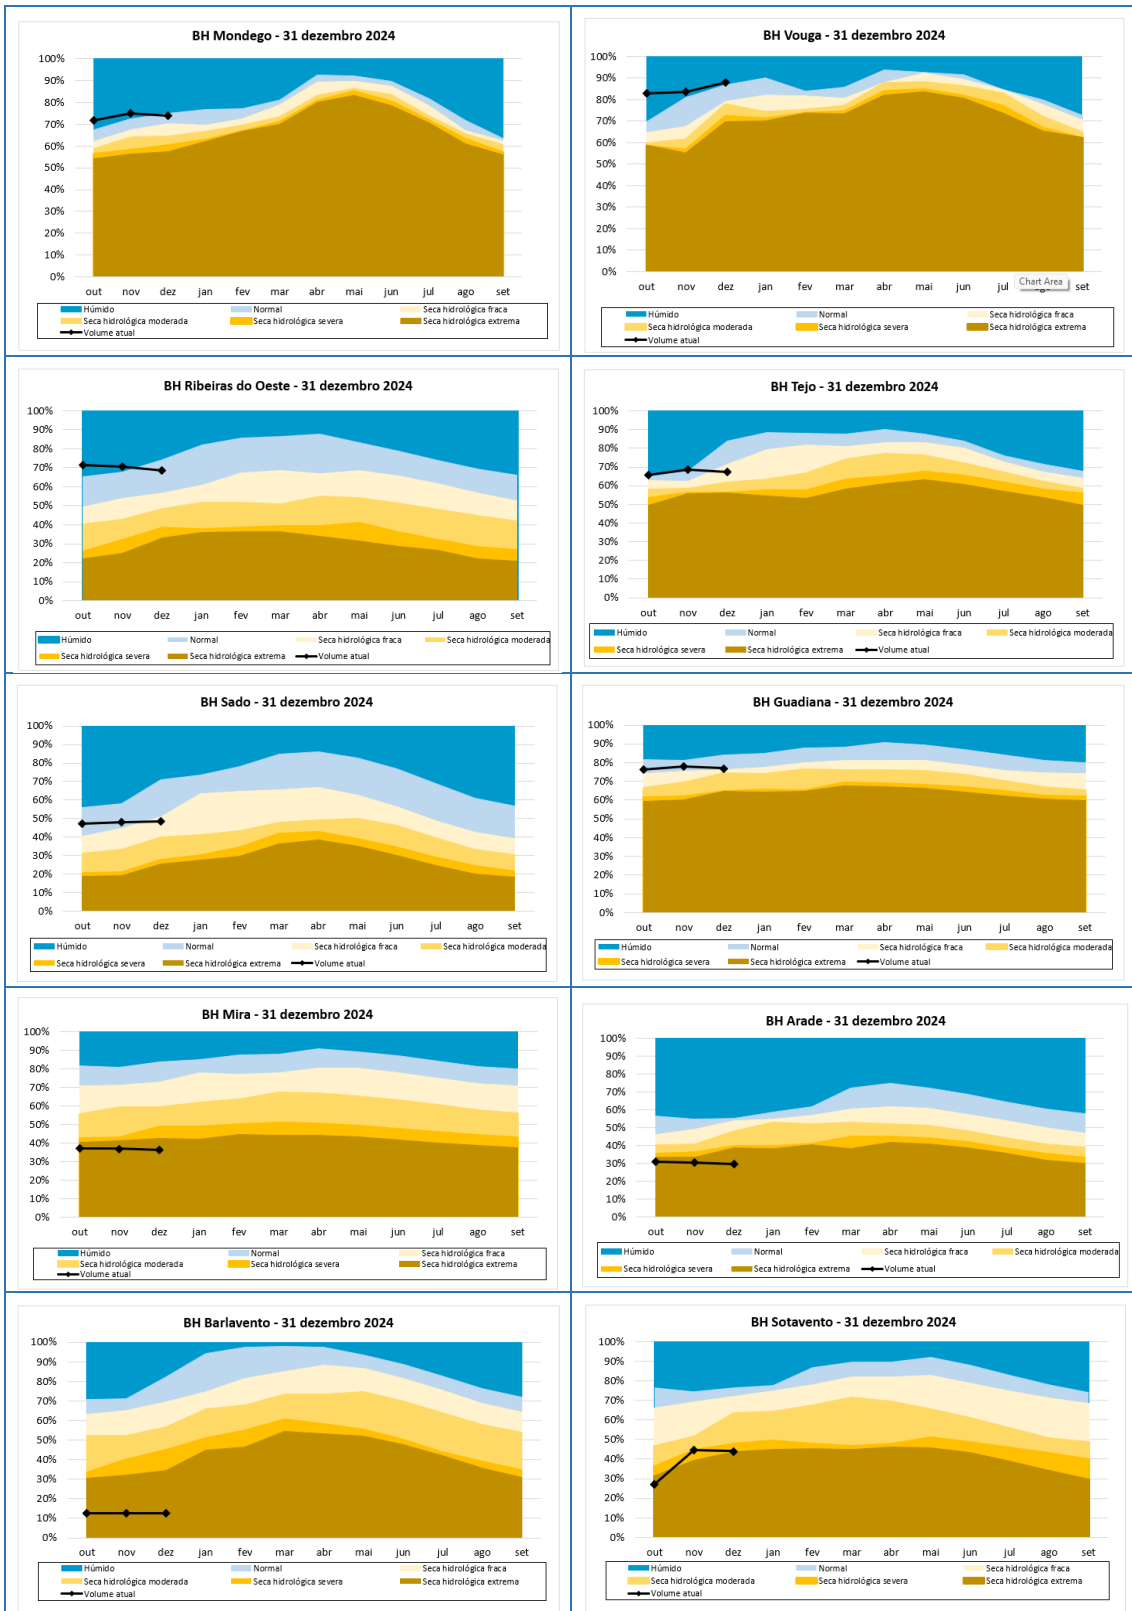 BH Mondego - 31 dezembro 2024
100%
90%
80%
70%
60%
50%
40%
30%
20%
10%
0%
out nov dez jan fev mar abr mai jun jul ago set
Húmido Normal Seca hidrológica fraca
Seca hidrológica moderada Seca hidrológica severa Seca hidrológica extrema
Volume atual
BH Vouga - 31 dezembro 2024
100%
90%
80%
70%
60%
50%
40%
30%
20%
10%
0%
Chart Area
out nov dez jan fev mar abr mai jun jul ago set
Húmido Normal Seca hidrológica fraca
Seca hidrológica moderada Seca hidrológica severa Seca hidrológica extrema
Volume atual
BH Ribeiras do Oeste - 31 dezembro 2024
100%
90%
80%
70%
60%
50%
40%
30%
20%
10%
0%
out nov dez jan fev mar abr mai jun jul ago set
Húmido Normal Seca hidrológica fraca Seca hidrológica moderada
Seca hidrológica severa Seca hidrológica extrema Volume atual
BH Tejo - 31 dezembro 2024
100%
90%
80%
70%
60%
50%
40%
30%
20%
10%
0%
out nov dez jan fev mar abr mai jun jul ago set
Húmido Normal Seca hidrológica fraca Seca hidrológica moderada
Seca hidrológica severa Seca hidrológica extrema Volume atual
BH Sado - 31 dezembro 2024
100%
90%
80%
70%
60%
50%
40%
30%
20%
10%
0%
out nov dez jan fev mar abr mai jun jul ago set
Húmido Normal Seca hidrológica fraca Seca hidrológica moderada
Seca hidrológica severa Seca hidrológica extrema Volume atual
BH Guadiana - 31 dezembro 2024
100%
90%
80%
70%
60%
50%
40%
30%
20%
10%
0%
out nov dez jan fev mar abr mai jun jul ago set
Húmido Normal Seca hidrológica fraca Seca hidrológica moderada
Seca hidrológica severa Seca hidrológica extrema Volume atual
BH Mira - 31 dezembro 2024
100%
90%
80%
70%
60%
50%
40%
30%
20%
10%
0%
out nov dez jan fev mar abr mai jun jul ago set
Húmido Normal Seca hidrológica fraca
Seca hidrológica moderada Seca hidrológica severa Seca hidrológica extrema
Volume atual
BH Arade - 31 dezembro 2024
100%
90%
80%
70%
60%
50%
40%
30%
20%
10%
0%
out nov dez jan fev mar abr mai jun jul ago set
Húmido Normal Seca hidrológica fraca Seca hidrológica moderada
Seca hidrológica severa Seca hidrológica extrema Volume atual
BH Barlavento - 31 dezembro 2024
100%
90%
80%
70%
60%
50%
40%
30%
20%
10%
0%
out nov dez jan fev mar abr mai jun jul ago set
Húmido Normal Seca hidrológica fraca
Seca hidrológica moderada Seca hidrológica severa Seca hidrológica extrema
Volume atual
BH Sotavento - 31 dezembro 2024
100%
90%
80%
70%
60%
50%
40%
30%
20%
10%
0%
out nov dez jan fev mar abr mai jun jul ago set
Húmido Normal Seca hidrológica fraca
Seca hidrológica moderada Seca hidrológica severa Seca hidrológica extrema
Volume atual